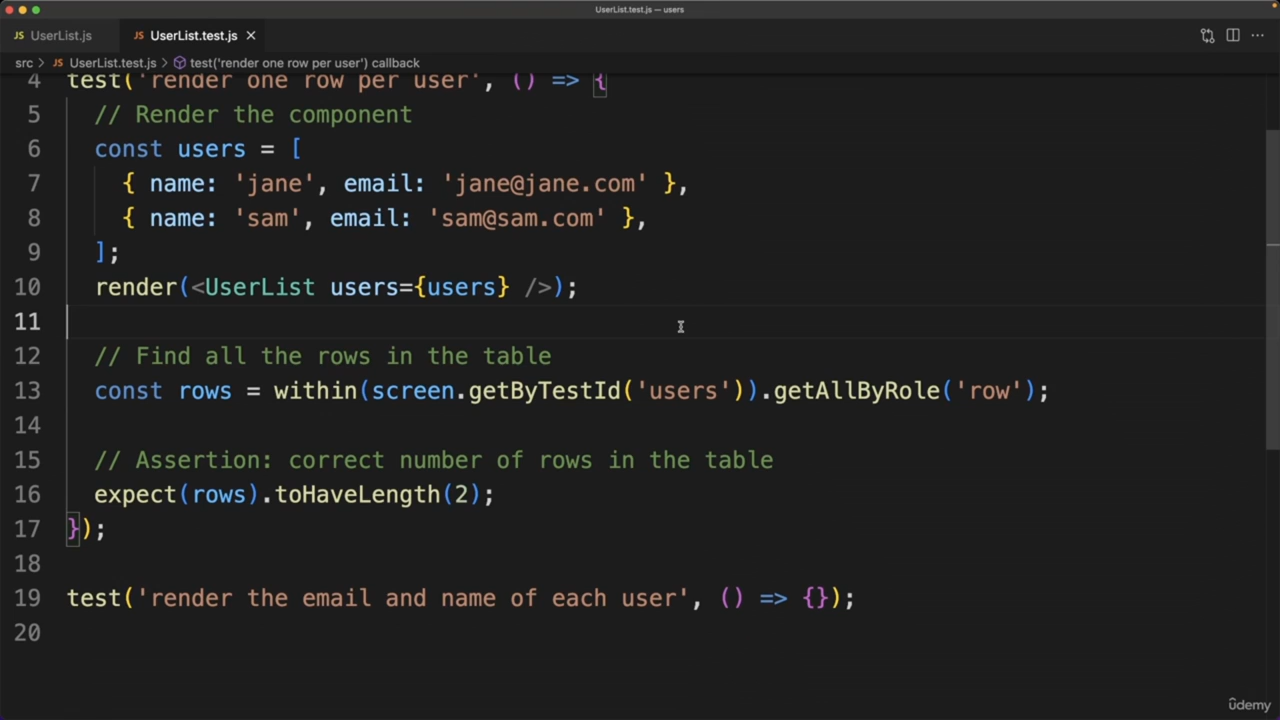 UserList.test.js — users
JS UserList.js JS UserList.test.js
src > JS UserList.test.js > test('render one row per user') callback
4 test('render one row per user', () => {
5 // Render the component
6 const users = [
7 { name: 'jane', email: 'jane@jane.com' },
8 { name: 'sam', email: 'sam@sam.com' },
9 ];
10 render(<UserList users={users} />);
11
12 // Find all the rows in the table
13 const rows = within(screen.getByTestId('users')).getAllByRole('row');
14
15 // Assertion: correct number of rows in the table
16 expect(rows).toHaveLength(2);
17 });
18
19 test('render the email and name of each user', () => {});
20
ûdemy